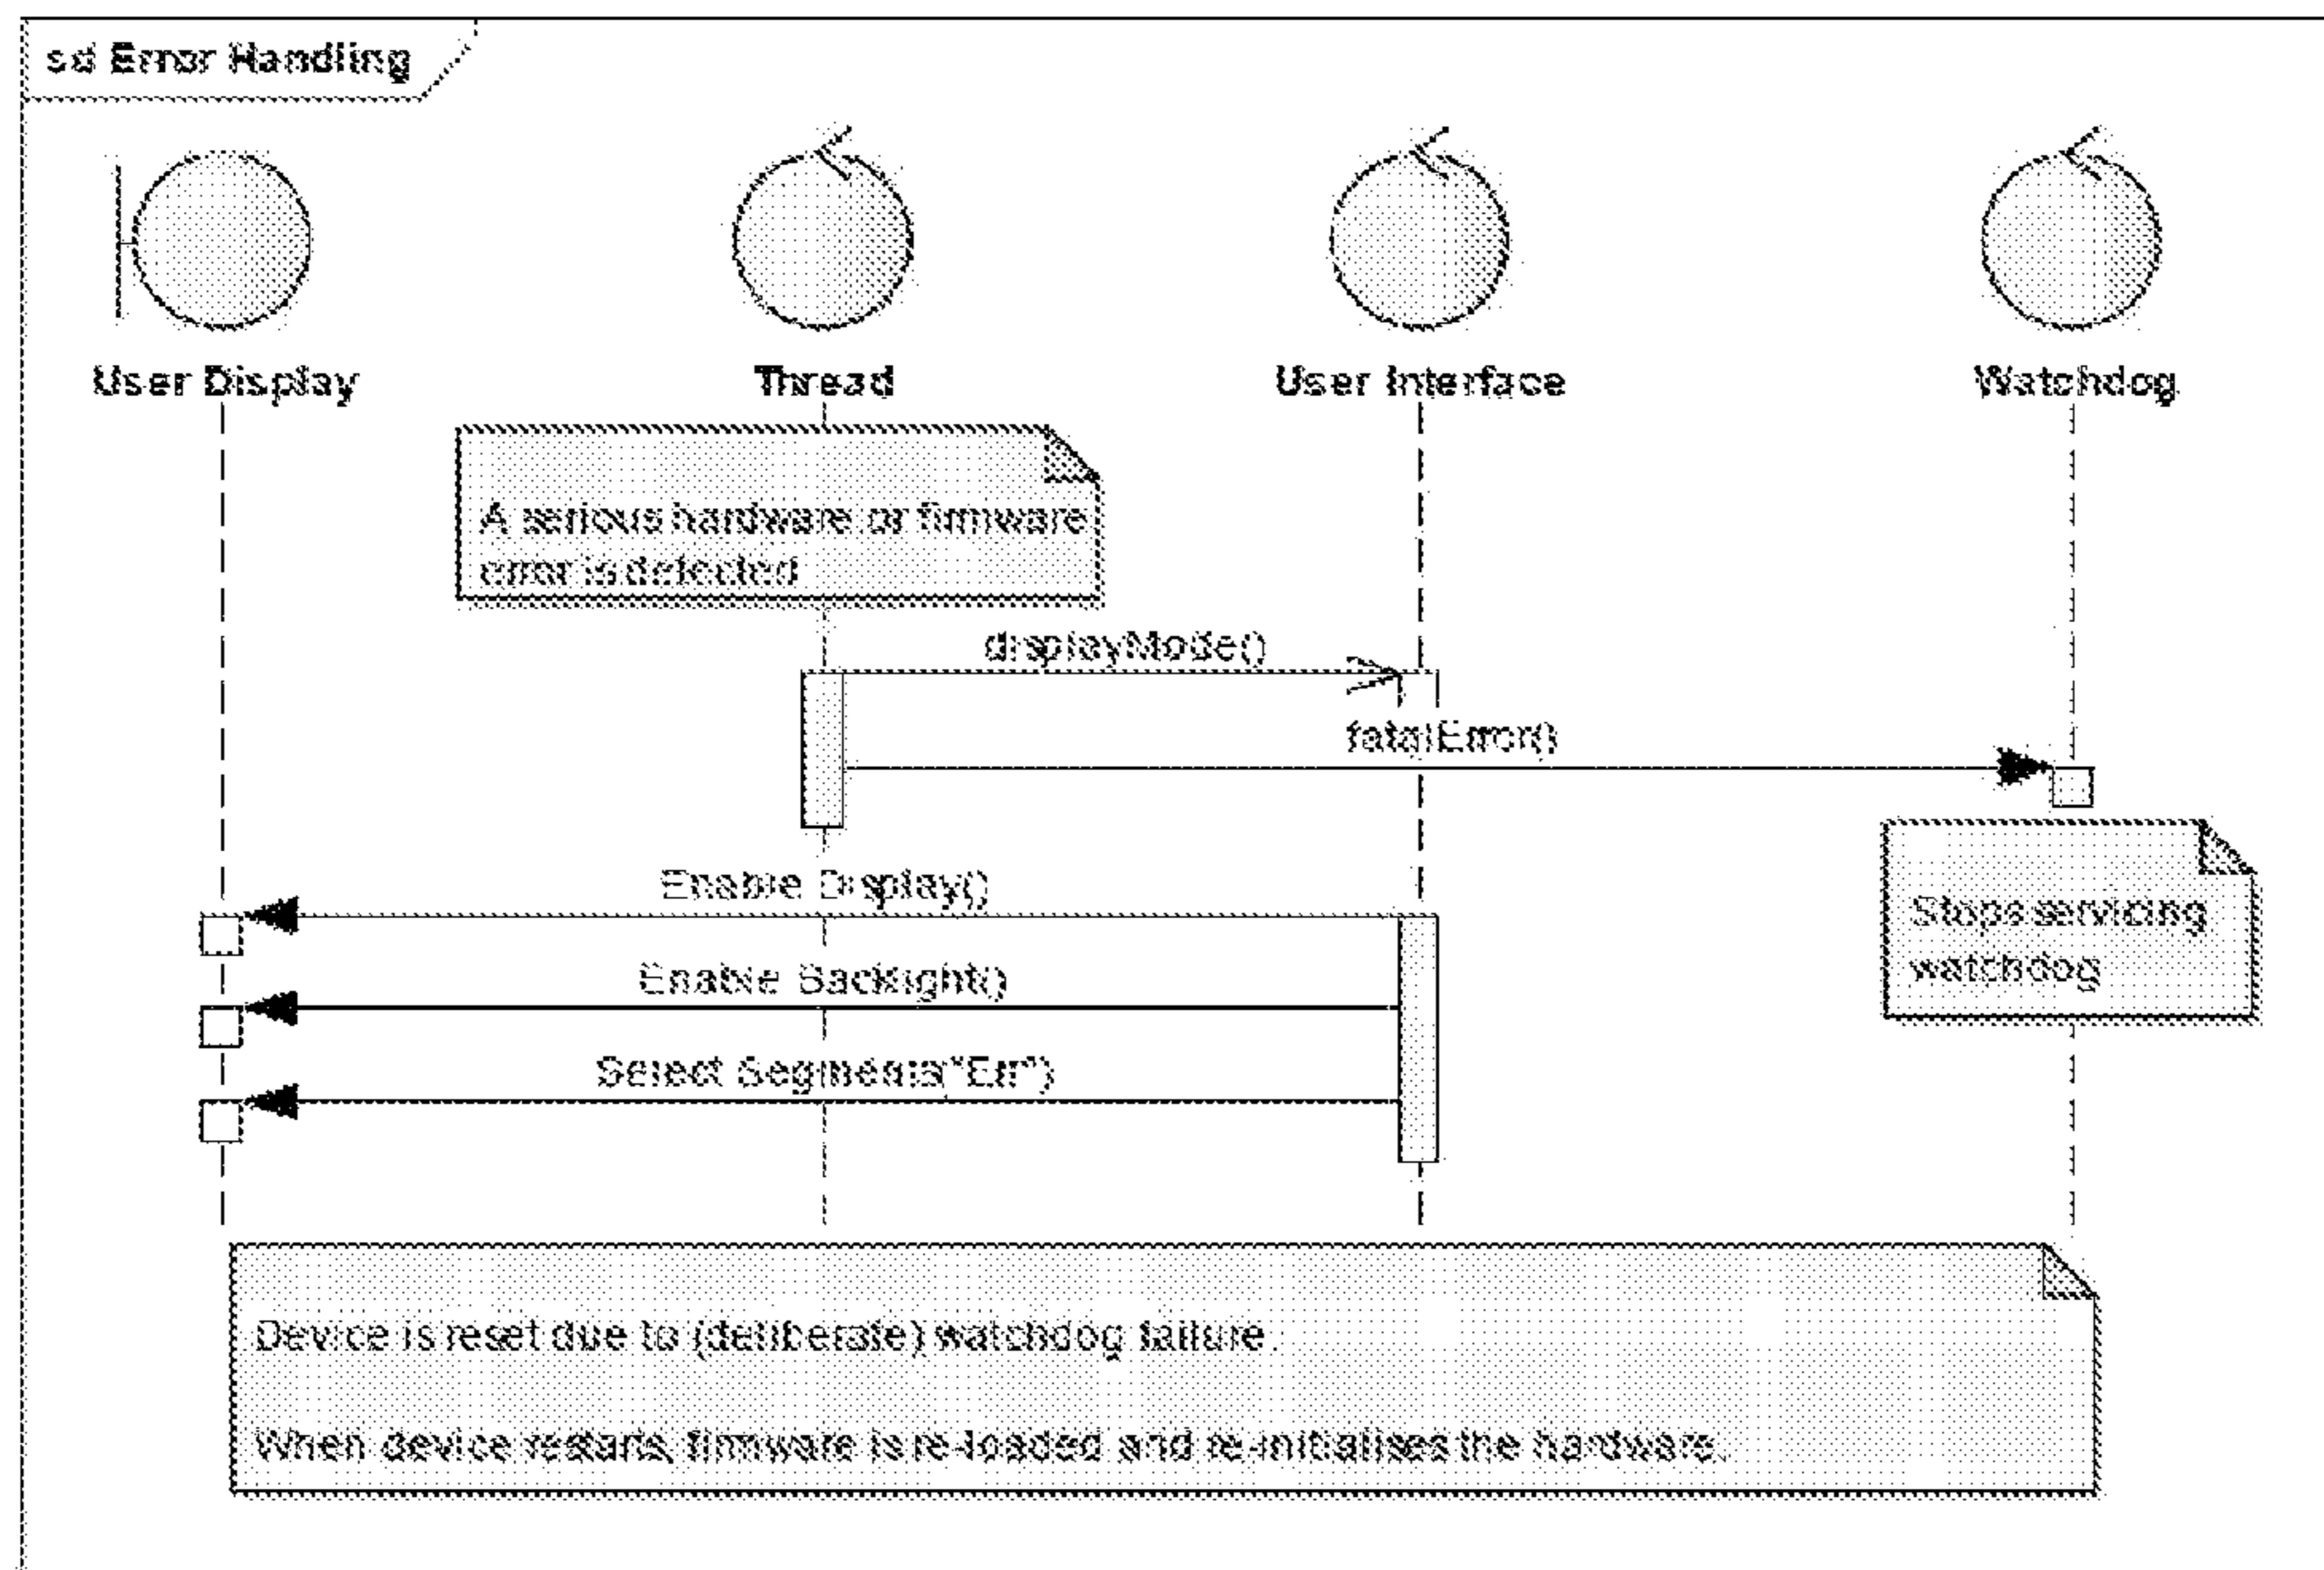 sd Error Handling
User Display
Thread
User Interface
Watchdog
A serious hardware or firmware
error is detected
displayMode()
fatalError()
Enable Display()
Stops servicing
watchdog
Enable Backlight()
Select Segments("Err")
Device is reset due to (deliberate) watchdog failure.
When device restarts, firmware is re-loaded and re-initialises the hardware.